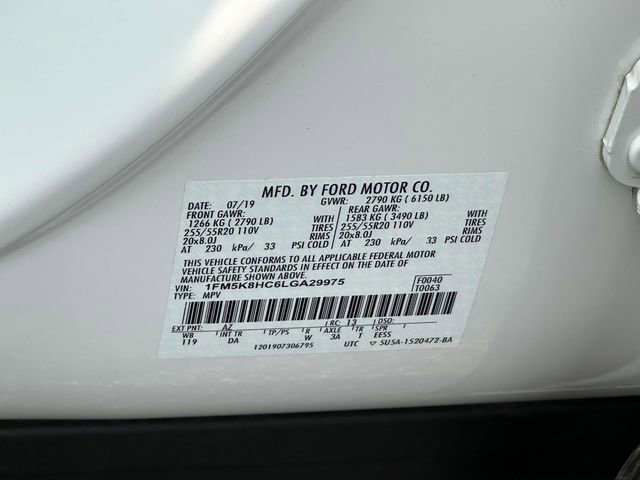 MFD. BY FORD MOTOR CO.
DATE: 07/19 GVWR: 2790 KG ( 6150 LB)
FRONT GAWR: REAR GAWR:
1266 KG ( 2790 LB) WITH 1583 KG ( 3490 LB) WITH
255/55R20 110V TIRES 255/55R20 110V TIRES
20x8.0J RIMS 20x8.0J RIMS
AT 230 kPa/ 33 PSI COLD AT 230 kPa/ 33 PSI COLD
THIS VEHICLE CONFORMS TO ALL APPLICABLE FEDERAL MOTOR
VEHICLE SAFETY AND BUMPER STANDARDS IN EFFECT ON THE DATE OF
MANUFACTURE SHOWN ABOVE.
VIN: 1FM5K8HC6LGA29975 F0040
TYPE: MPV T0063
EXT PNT: AZ RC: 13 DSO:
WB INT TR TP/PS R AXLE TR SPR
119 DA W 3A T EESS
1201907306795 UTC ▽ 5U5A-1520472-BA